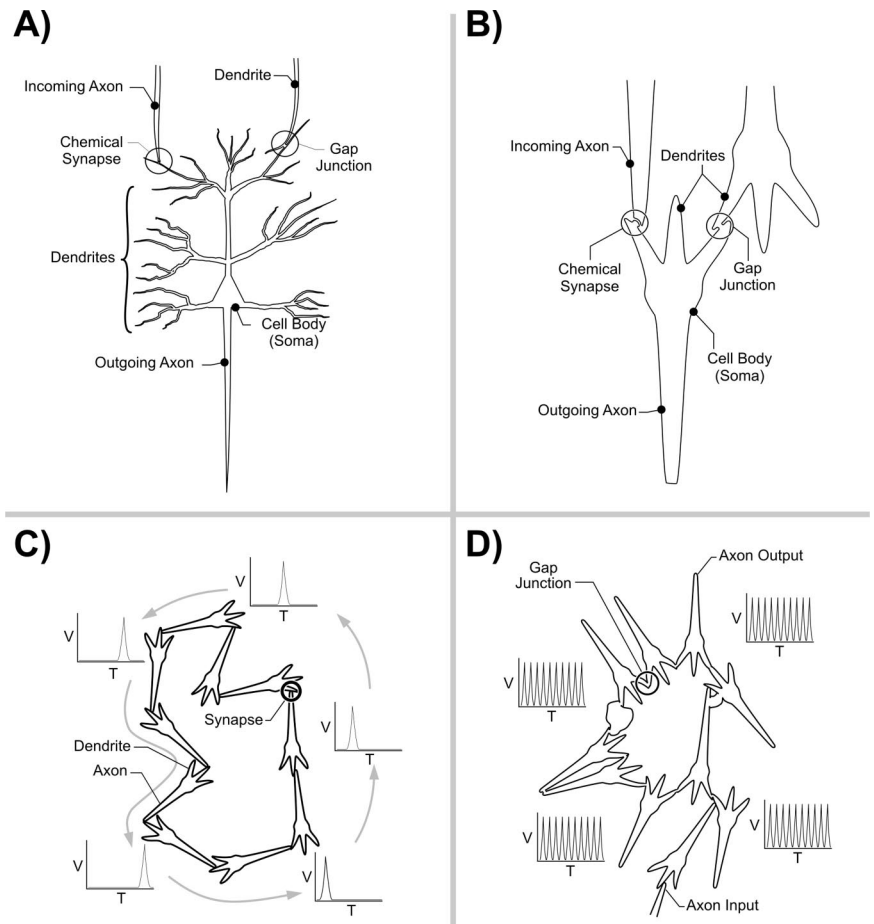 A)
Incoming Axon
Dendrite
Chemical
Synapse
Gap
Junction
Dendrites
Cell Body
(Soma)
Outgoing Axon
B)
Incoming Axon
Dendrites
Chemical
Synapse
Gap
Junction
Cell Body
(Soma)
Outgoing Axon
C)
V
T
V
T
Synapse
V
T
Dendrite
Axon
V
T
V
T
D)
Gap
Junction
Axon Output
V
T
V
T
V
T
V
T
Axon Input